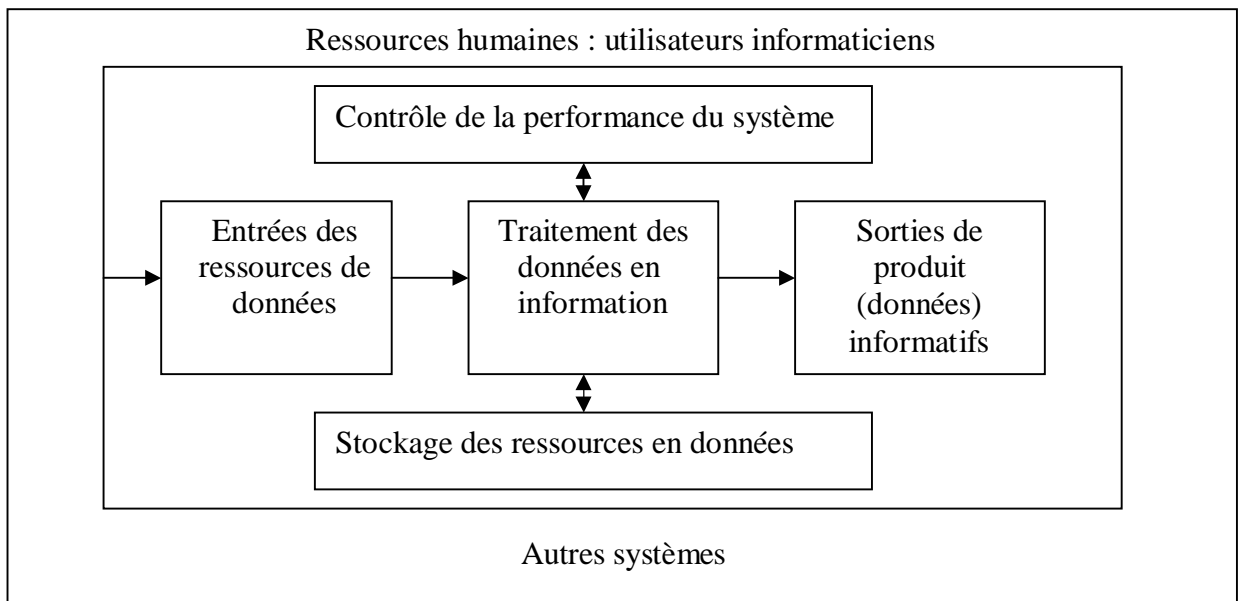 Ressources humaines : utilisateurs informaticiens
Contrôle de la performance du système
Entrées des
ressources de
données
Traitement des
données en
information
Sorties de
produit
(données)
informatifs
Stockage des ressources en données
Autres systèmes